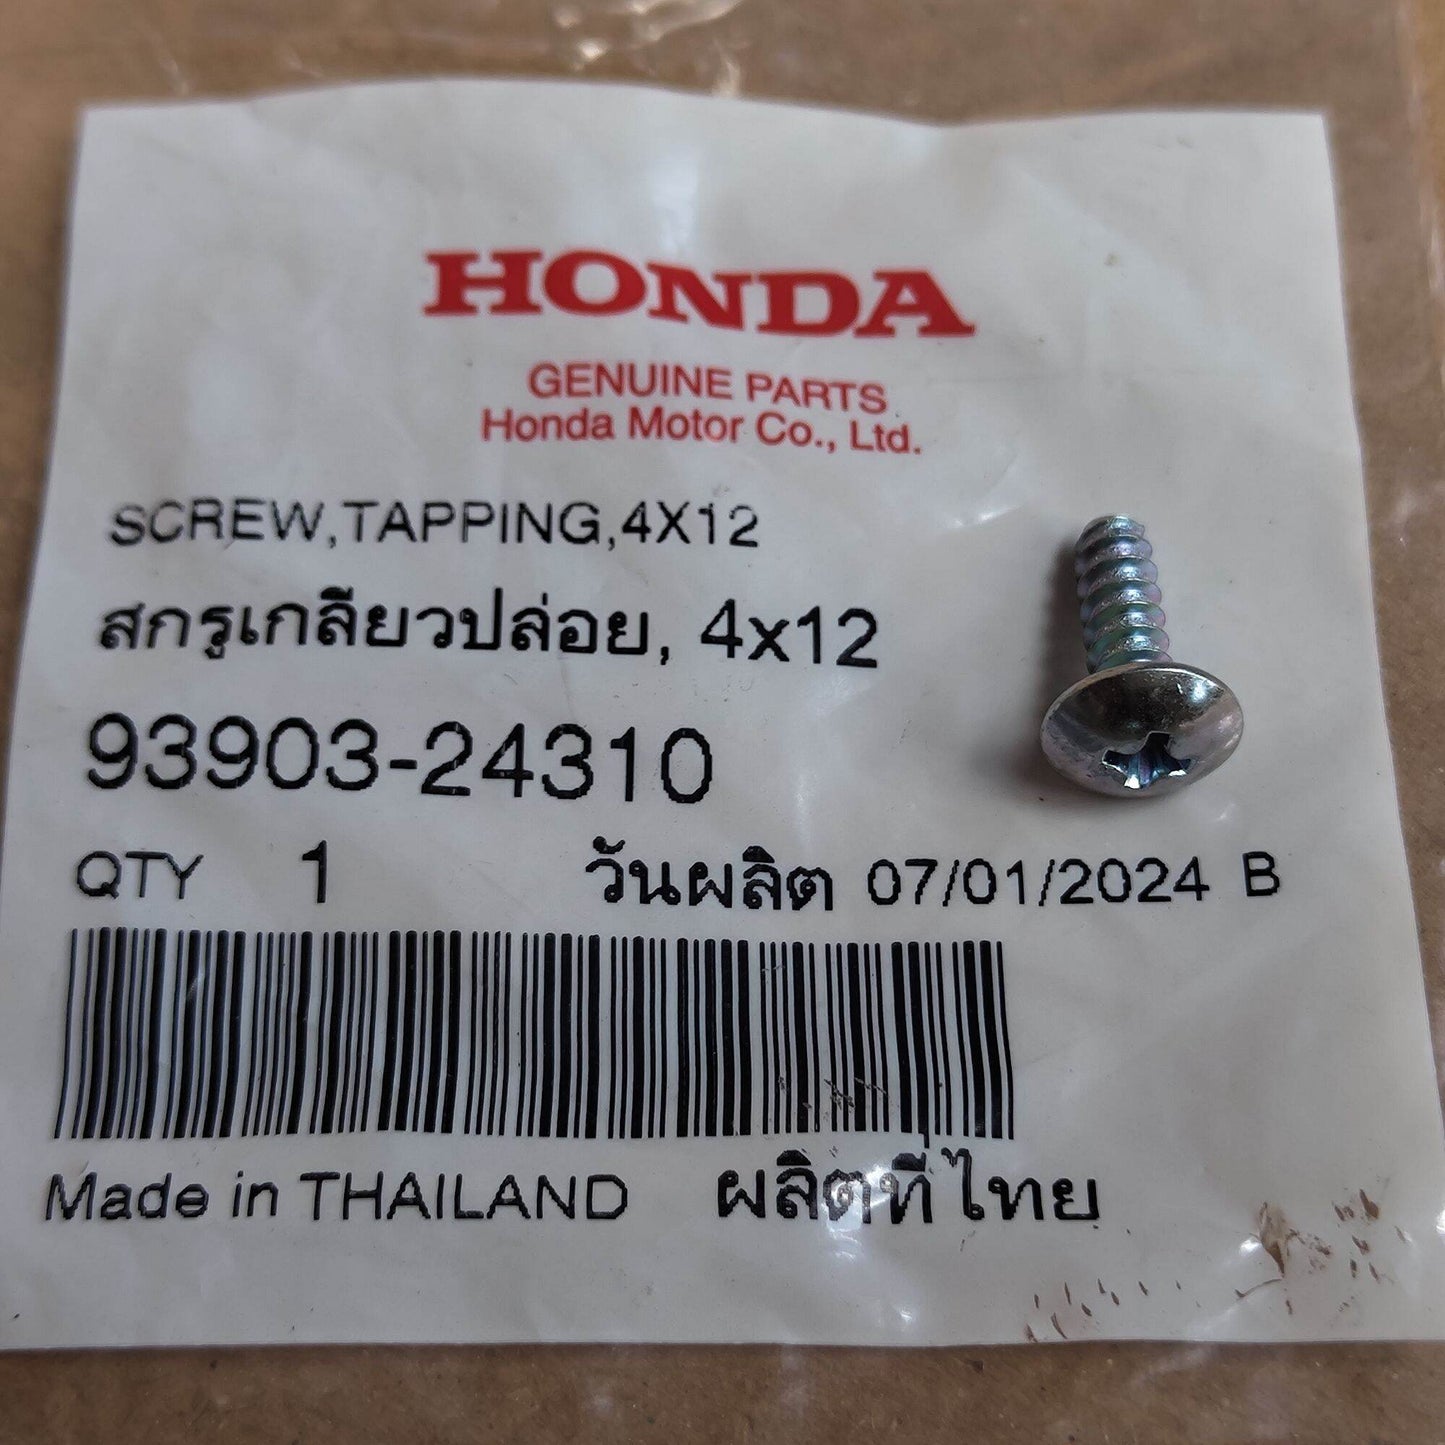 HONDA
GENUINE PARTS
Honda Motor Co., Ltd.
SCREW,TAPPING,4X12
สกรูเกลียวปล่อย, 4x12
93903-24310
QTY 1 วันผลิต 07/01/2024 B
Made in THAILAND ผลิตที่ไทย